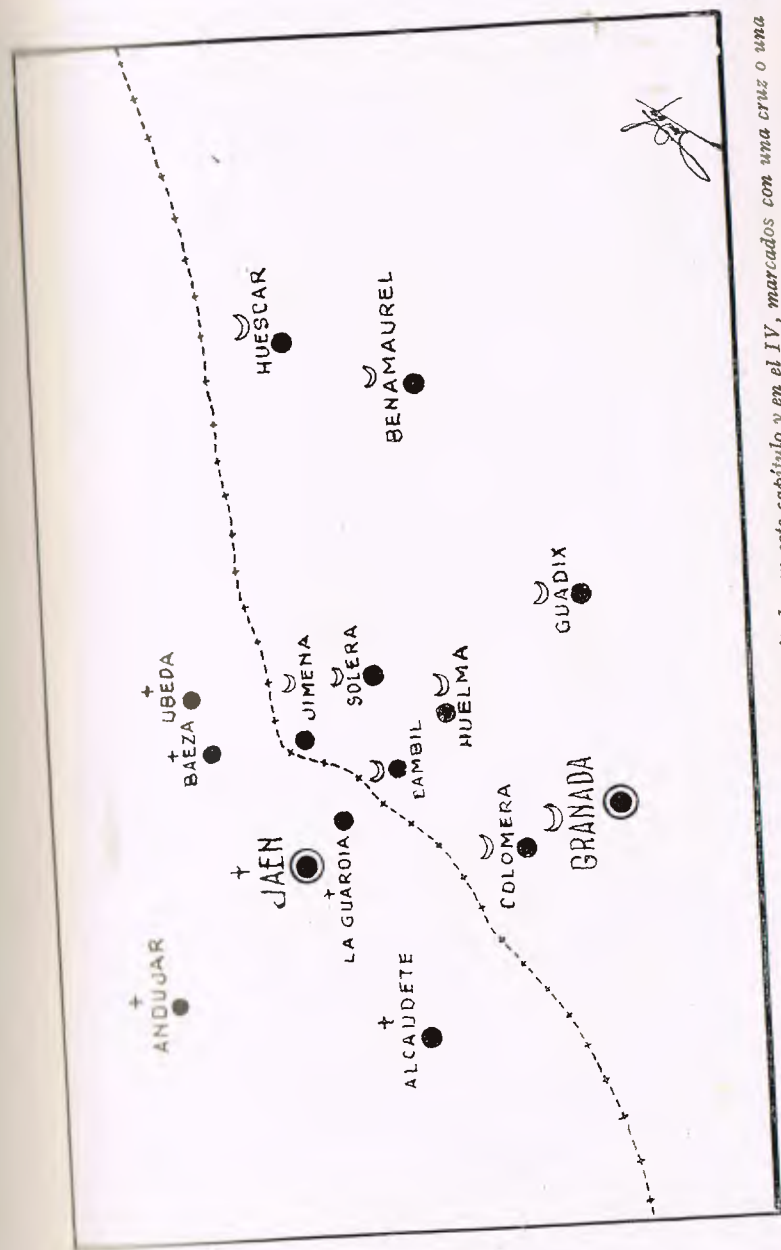 ANDUJAR
UBEDA
BAEZA
JAEN
HUESCAR
JIMENA
LA GUARDIA
SOLERA
BENAMAUREL
ALCAUDETE
CAMBIL
HUELMA
COLOMERA
GUADIX
GRANADA
este capítulo y en el IV, marcados con una cruz o una